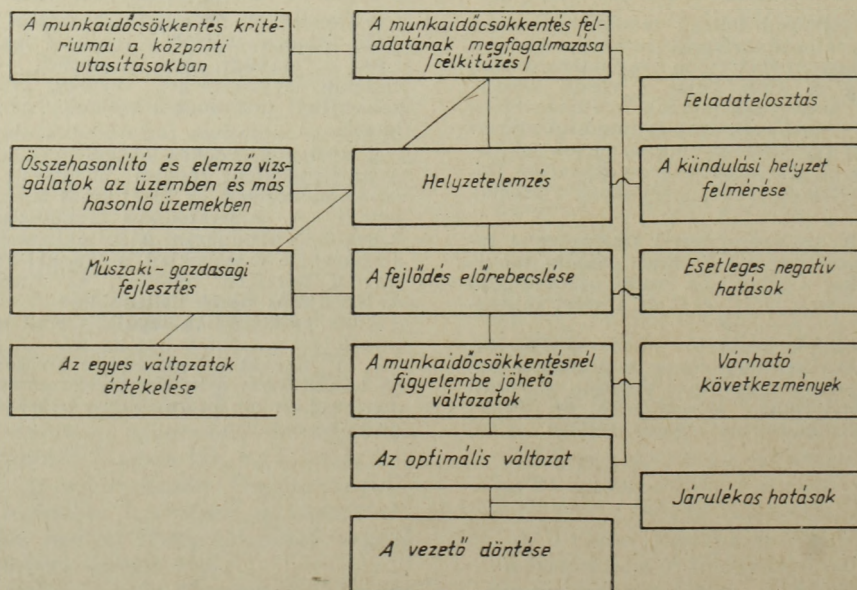 A munkaidőcsökkentés krité-
riumai a központi
utasításokban
A munkaidőcsökkentés fel-
adatának megfagalmazása
/célkitűzés/
Feladatelosztás
Összehasonlító és elemző vizs-
gálatok az üzemben és más
hasonló üzemekben
Helyzetelemzés
A kiindulási helyzet
felmérése
Műszaki-gazdasági
fejlesztés
A fejlődés előrebecslése
Esetleges negatív
hatások
Az egyes változatok
értékelése
A munkaidőcsökkentésnél
figyelembe jöhető
változatok
Várható
következmények
Az optimális változat
Járulékos hatások
A vezető döntése